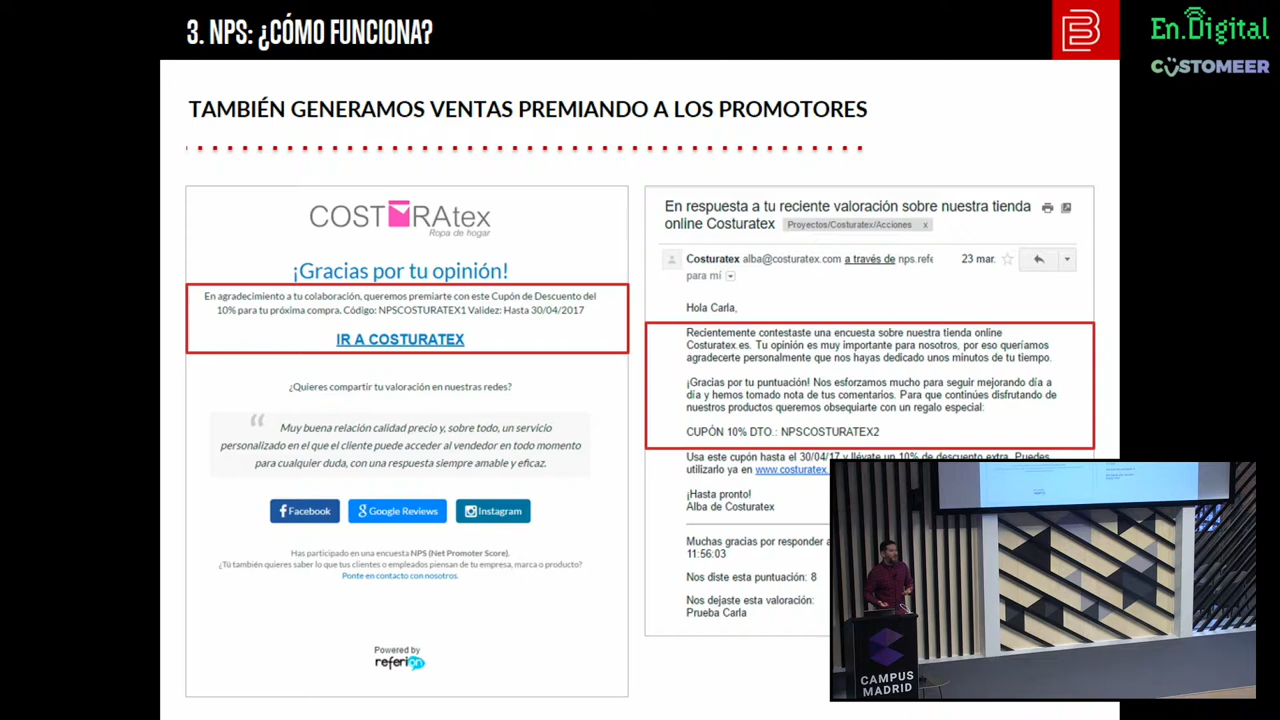 3. NPS: ¿CÓMO FUNCIONA?
En.Digital
CUSTOMEER
TAMBIÉN GENERAMOS VENTAS PREMIANDO A LOS PROMOTORES
COSTURAtex
Ropa de hogar
¡Gracias por tu opinión!
En agradecimiento a tu colaboración, queremos premiarte con este Cupón de Descuento del
10% para tu próxima compra. Código: NPSCOSTURATEX1 Validez: Hasta 30/04/2017
IR A COSTURATEX
¿Quieres compartir tu valoración en nuestras redes?
Muy buena relación calidad precio y, sobre todo, un servicio
personalizado en el que el cliente puede acceder al vendedor en todo momento
para cualquier duda, con una respuesta siempre amable y eficaz.
Facebook
Google Reviews
Instagram
Has participado en una encuesta NPS (Net Promoter Score).
¿Tú también quieres saber lo que tus clientes o empleados piensan de tu empresa, marca o producto?
Ponte en contacto con nosotros.
Powered by
referion
En respuesta a tu reciente valoración sobre nuestra tienda
online Costuratex Proyectos/Costuratex/Acciones x
Costuratex alba@costuratex.com a través de nps.refe 23 mar.
para mí
Hola Carla,
Recientemente contestaste una encuesta sobre nuestra tienda online
Costuratex.es. Tu opinión es muy importante para nosotros, por eso queríamos
agradecerte personalmente que nos hayas dedicado unos minutos de tu tiempo.
¡Gracias por tu puntuación! Nos esforzamos mucho para seguir mejorando día a
día y hemos tomado nota de tus comentarios. Para que continúes disfrutando de
nuestros productos queremos obsequiarte con un regalo especial:
CUPÓN 10% DTO.: NPSCOSTURATEX2
Usa este cupón hasta el 30/04/17 y llévate un 10% de descuento extra. Puedes
utilizarlo ya en www.costuratex.
¡Hasta pronto!
Alba de Costuratex
Muchas gracias por responder a
11:56:03
Nos diste esta puntuación: 8
Nos dejaste esta valoración:
Prueba Carla
CAMPUS
MADRID